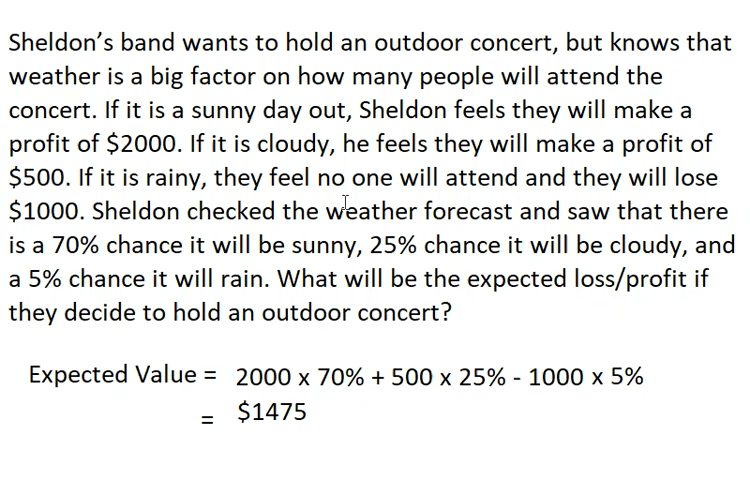 Sheldon’s band wants to hold an outdoor concert, but knows that
weather is a big factor on how many people will attend the
concert. If it is a sunny day out, Sheldon feels they will make a
profit of $2000. If it is cloudy, he feels they will make a profit of
$500. If it is rainy, they feel no one will attend and they will lose
$1000. Sheldon checked the weather forecast and saw that there
is a 70% chance it will be sunny, 25% chance it will be cloudy, and
a 5% chance it will rain. What will be the expected loss/profit if
they decide to hold an outdoor concert?
Expected Value = 2000 x 70% + 500 x 25% - 1000 x 5%
= $1475